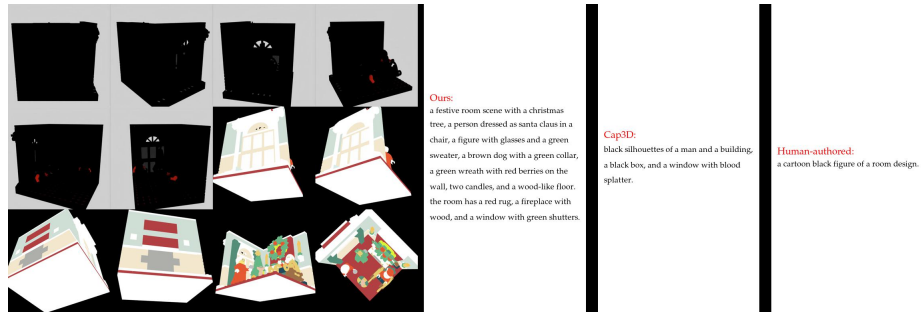 Ours:
a festive room scene with a christmas
tree, a person dressed as santa claus in a
chair, a figure with glasses and a green
sweater, a brown dog with a green collar,
a green wreath with red berries on the
wall, two candles, and a wood-like floor.
the room has a red rug, a fireplace with
wood, and a window with green shutters.
Cap3D:
black silhouettes of a man and a building,
a black box, and a window with blood
splatter.
Human-authored:
a cartoon black figure of a room design.